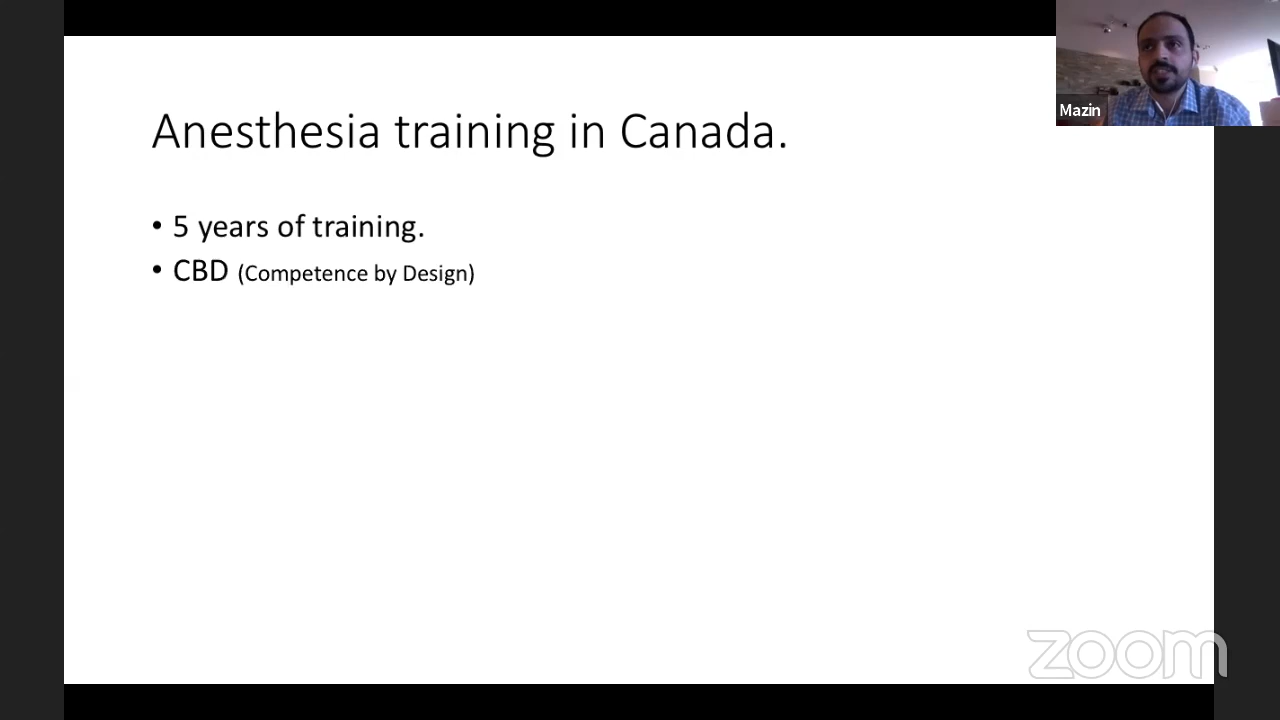 Mazin
Anesthesia training in Canada.
• 5 years of training.
• CBD (Competence by Design)
zoom